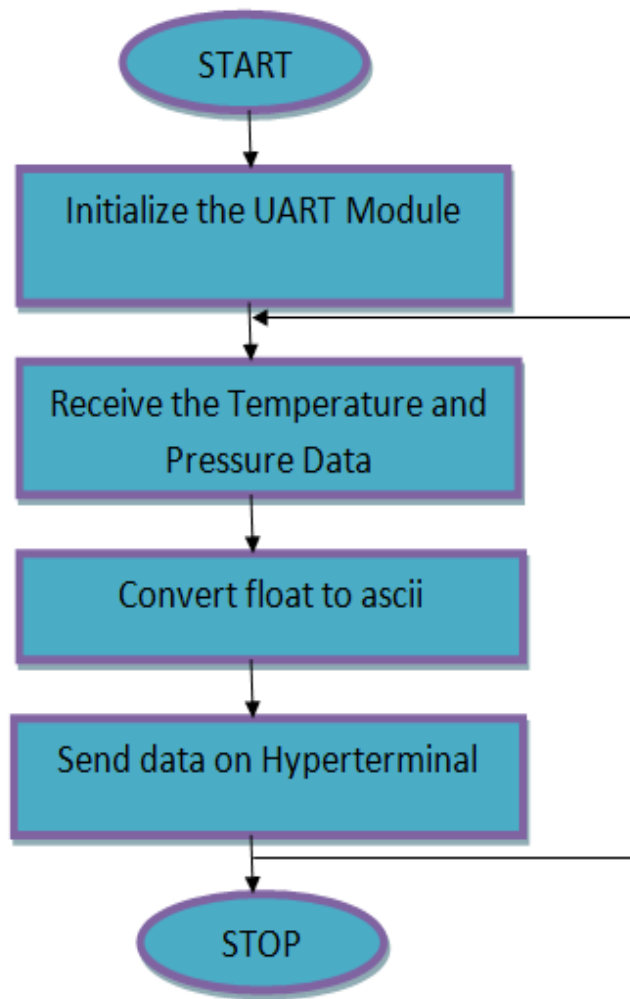 START
Initialize the UART Module
Receive the Temperature and
Pressure Data
Convert float to ascii
Send data on Hyperterminal
STOP